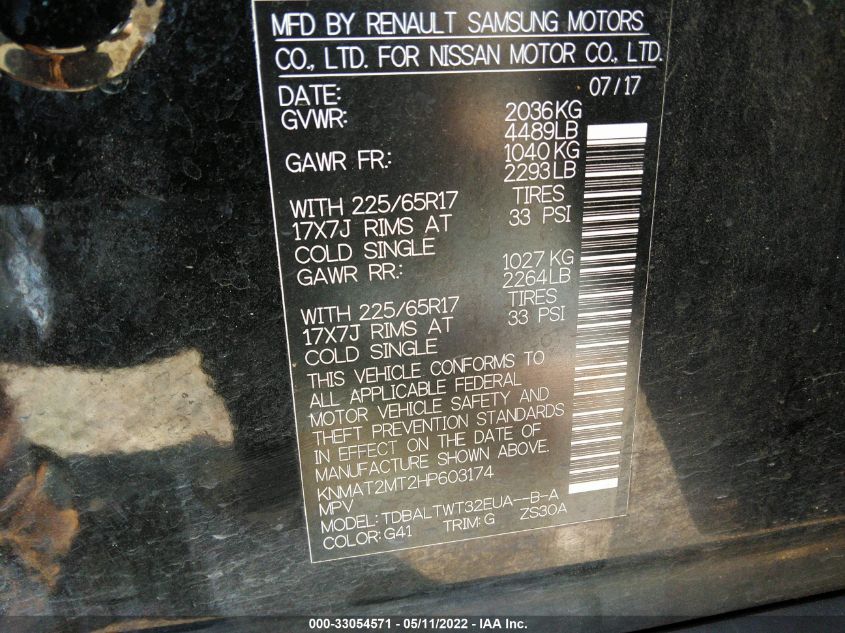 MFD BY RENAULT SAMSUNG MOTORS
CO., LTD. FOR NISSAN MOTOR CO., LTD.
DATE: 07/17
GVWR: 2036KG
4489LB
GAWR FR.: 1040KG
2293LB
WITH 225/65R17 TIRES
17X7J RIMS AT 33 PSI
COLD SINGLE
GAWR RR.: 1027KG
2264LB
WITH 225/65R17 TIRES
17X7J RIMS AT 33 PSI
COLD SINGLE
THIS VEHICLE CONFORMS TO
ALL APPLICABLE FEDERAL
MOTOR VEHICLE SAFETY AND
THEFT PREVENTION STANDARDS
IN EFFECT ON THE DATE OF
MANUFACTURE SHOWN ABOVE.
KNMAT2MT2HP603174
MPV
MODEL: TDBALTWT32EUA--B-A
COLOR: G41 TRIM: G ZS30A
000-33054571 - 05/11/2022 - IAA Inc.